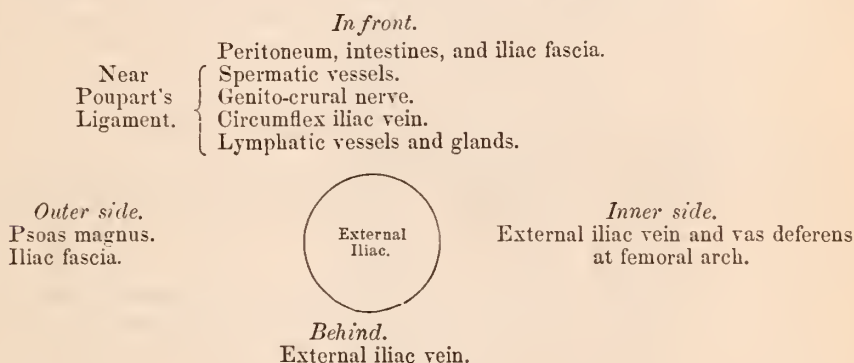 In front.
Peritoneum, intestines, and iliac fascia.
Near Poupart's Ligament.
Spermatic vessels.
Genito-crural nerve.
Circumflex iliac vein.
Lymphatic vessels and glands.
Outer side.
Psoas magnus.
Iliac fascia.
External
Iliac.
Inner side.
External iliac vein and vas deferens
at femoral arch.
Behind.
External iliac vein.